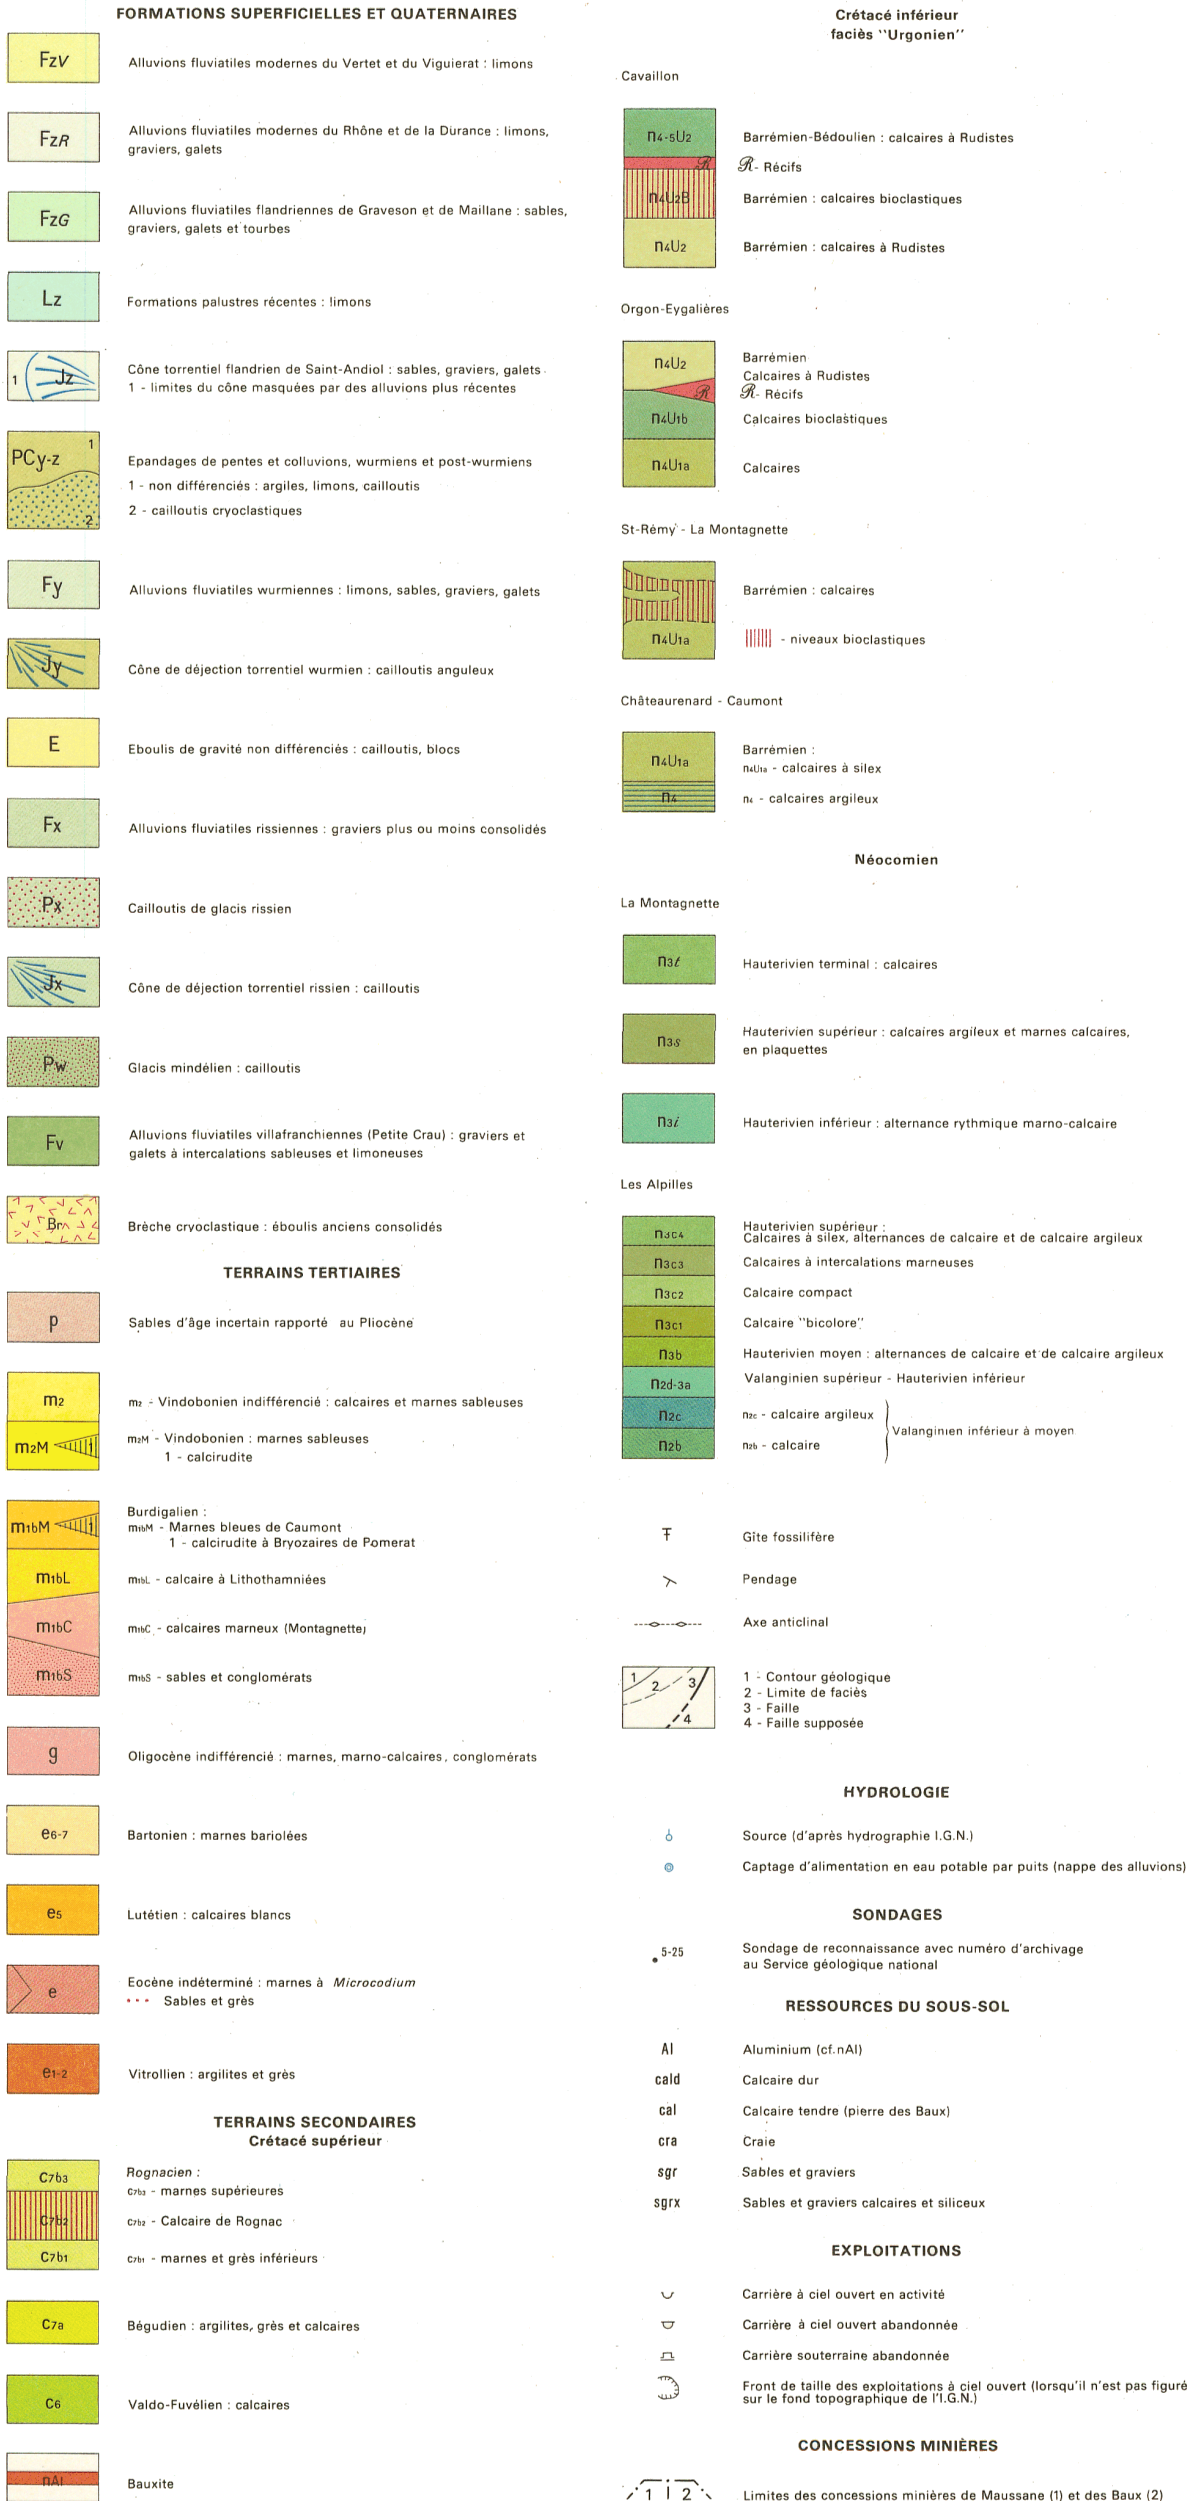 FORMATIONS SUPERFICIELLES ET QUATERNAIRES
FzV
Alluvions fluviatiles modernes du Vertet et du Viguierat : limons
FzR
Alluvions fluviatiles modernes du Rhône et de la Durance : limons,
graviers, galets
FzG
Alluvions fluviatiles flandriennes de Graveson et de Maillane : sables,
graviers, galets et tourbes
Lz
Formations palustres récentes : limons
1 Jz
Cône torrentiel flandrien de Saint-Andiol : sables, graviers, galets
1 - limites du cône masquées par des alluvions plus récentes
PCy-z 1 2
Epandages de pentes et colluvions, wurmiens et post-wurmiens
1 - non différenciés : argiles, limons, cailloutis
2 - cailloutis cryoclastiques
Fy
Alluvions fluviatiles wurmiennes : limons, sables, graviers, galets
Jy
Cône de déjection torrentiel wurmien : cailloutis anguleux
E
Eboulis de gravité non différenciés : cailloutis, blocs
Fx
Alluvions fluviatiles rissiennes : graviers plus ou moins consolidés
Px
Cailloutis de glacis rissien
Jx
Cône de déjection torrentiel rissien : cailloutis
Pw
Glacis mindélien : cailloutis
Fv
Alluvions fluviatiles villafranchiennes (Petite Crau) : graviers et
galets à intercalations sableuses et limoneuses
Br
Brèche cryoclastique : éboulis anciens consolidés
TERRAINS TERTIAIRES
p
Sables d'âge incertain rapporté au Pliocène
m2
m2 - Vindobonien indifférencié : calcaires et marnes sableuses
m2M 1
m2M - Vindobonien : marnes sableuses
1 - calcirudite
Burdigalien :
m1bM 1
m1bM - Marnes bleues de Caumont
1 - calcirudite à Bryozaires de Pomerat
m1bL
m1bL - calcaire à Lithothamniées
m1bC
m1bC - calcaires marneux (Montagnette)
m1bS
m1bS - sables et conglomérats
g
Oligocène indifférencié : marnes, marno-calcaires, conglomérats
e6-7
Bartonien : marnes bariolées
e5
Lutétien : calcaires blancs
e
Eocène indéterminé : marnes à Microcodium
Sables et grès
e1-2
Vitrollien : argilites et grès
TERRAINS SECONDAIRES
Crétacé supérieur
Rognacien :
C7b3
C7b3 - marnes supérieures
C7b2
C7b2 - Calcaire de Rognac
C7b1
C7b1 - marnes et grès inférieurs
C7a
Bégudien : argilites, grès et calcaires
C6
Valdo-Fuvélien : calcaires
nAl
Bauxite
Crétacé inférieur
faciès "Urgonien"
Cavaillon
n4-5U2
Barrémien-Bédoulien : calcaires à Rudistes
R
R - Récifs
n4U2B
Barrémien : calcaires bioclastiques
n4U2
Barrémien : calcaires à Rudistes
Orgon-Eygalières
n4U2
Barrémien
Calcaires à Rudistes
R
R - Récifs
n4U1b
Calcaires bioclastiques
n4U1a
Calcaires
St-Rémy - La Montagnette
Barrémien : calcaires
n4U1a
- niveaux bioclastiques
Châteaurenard - Caumont
n4U1a
Barrémien :
n4U1a - calcaires à silex
n4
n4 - calcaires argileux
Néocomien
La Montagnette
n3t
Hauterivien terminal : calcaires
n3s
Hauterivien supérieur : calcaires argileux et marnes calcaires,
en plaquettes
n3i
Hauterivien inférieur : alternance rythmique marno-calcaire
Les Alpilles
n3c4
Hauterivien supérieur :
Calcaires à silex, alternances de calcaire et de calcaire argileux
n3c3
Calcaires à intercalations marneuses
n3c2
Calcaire compact
n3c1
Calcaire "bicolore"
n3b
Hauterivien moyen : alternances de calcaire et de calcaire argileux
n2d-3a
Valanginien supérieur - Hauterivien inférieur
n2c
n2c - calcaire argileux
Valanginien inférieur à moyen
n2b
n2b - calcaire
Gîte fossilifère
Pendage
Axe anticlinal
1 2 3 4
1 - Contour géologique
2 - Limite de faciès
3 - Faille
4 - Faille supposée
HYDROLOGIE
Source (d'après hydrographie I.G.N.)
Captage d'alimentation en eau potable par puits (nappe des alluvions)
SONDAGES
5-25
Sondage de reconnaissance avec numéro d'archivage
au Service géologique national
RESSOURCES DU SOUS-SOL
Al
Aluminium (cf.nAl)
cald
Calcaire dur
cal
Calcaire tendre (pierre des Baux)
cra
Craie
sgr
Sables et graviers
sgrx
Sables et graviers calcaires et siliceux
EXPLOITATIONS
Carrière à ciel ouvert en activité
Carrière à ciel ouvert abandonnée
Carrière souterraine abandonnée
Front de taille des exploitations à ciel ouvert (lorsqu'il n'est pas figuré
sur le fond topographique de l'I.G.N.)
CONCESSIONS MINIÈRES
1 2
Limites des concessions minières de Maussane (1) et des Baux (2)